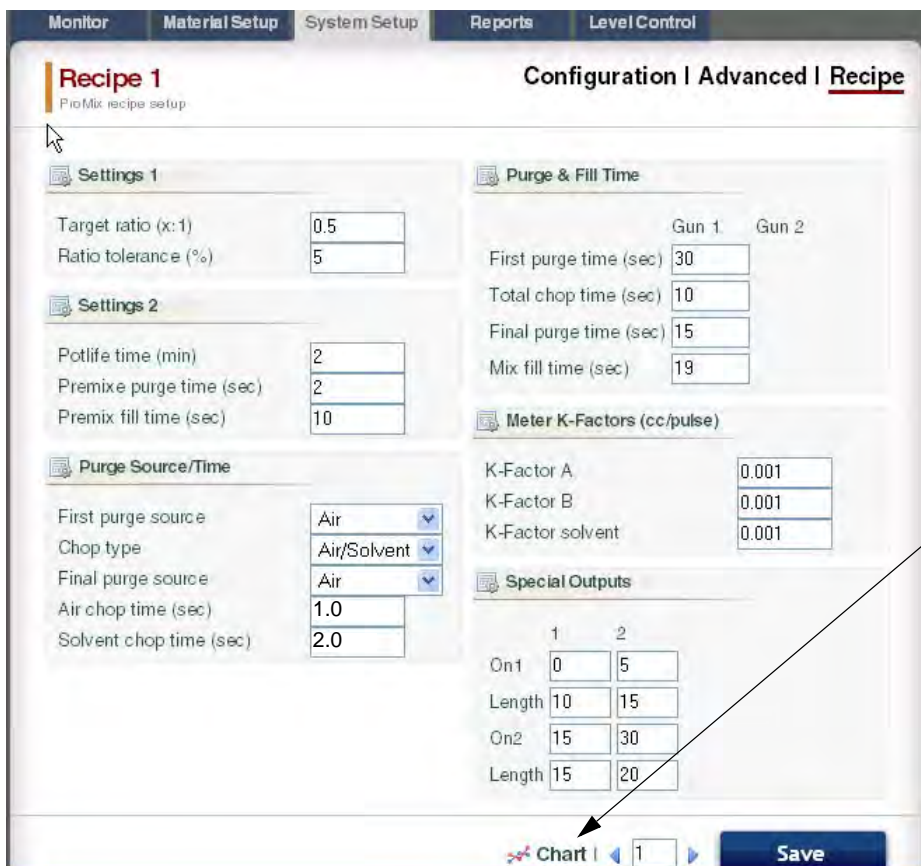 Monitor Material Setup System Setup Reports Level Control
Recipe 1
ProMix recipe setup
Configuration | Advanced | Recipe
Settings 1
Target ratio (x:1) 0.5
Ratio tolerance (%) 5
Settings 2
Potlife time (min) 2
Premixe purge time (sec) 2
Premix fill time (sec) 10
Purge Source/Time
First purge source Air
Chop type Air/Solvent
Final purge source Air
Air chop time (sec) 1.0
Solvent chop time (sec) 2.0
Purge & Fill Time
Gun 1 Gun 2
First purge time (sec) 30
Total chop time (sec) 10
Final purge time (sec) 15
Mix fill time (sec) 19
Meter K-Factors (cc/pulse)
K-Factor A 0.001
K-Factor B 0.001
K-Factor solvent 0.001
Special Outputs
1 2
On1 0 5
Length 10 15
On2 15 30
Length 15 20
Chart | 1 Save